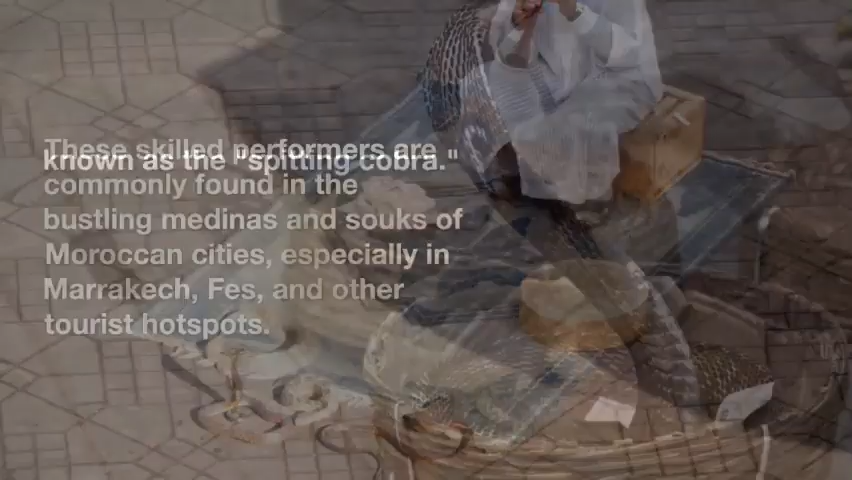 These skilled performers are
known as the "spitting cobra."
commonly found in the
bustling medinas and souks of
Moroccan cities, especially in
Marrakech, Fes, and other
tourist hotspots.